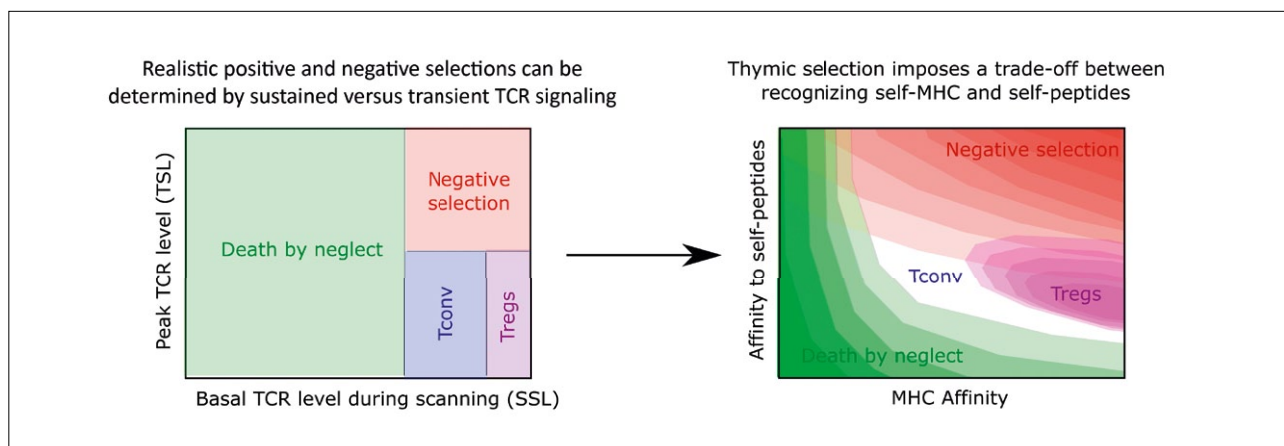 Realistic positive and negative selections can be
determined by sustained versus transient TCR signaling
Peak TCR level (TSL)
Death by neglect
Negative
selection
Tconv
Tregs
Basal TCR level during scanning (SSL)
Thymic selection imposes a trade-off between
recognizing self-MHC and self-peptides
Affinity to self-peptides
Negative selection
Tconv
Tregs
Death by neglect
MHC Affinity